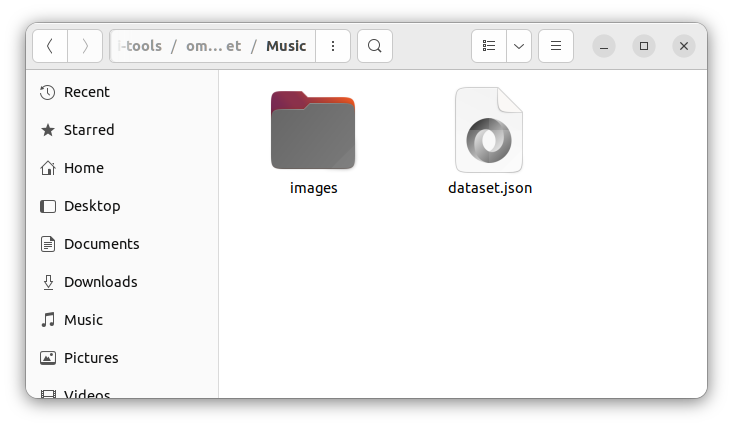 l-tools / om... et / Music
Recent
Starred
Home
Desktop
Documents
Downloads
Music
Pictures
Videos
images
dataset.json